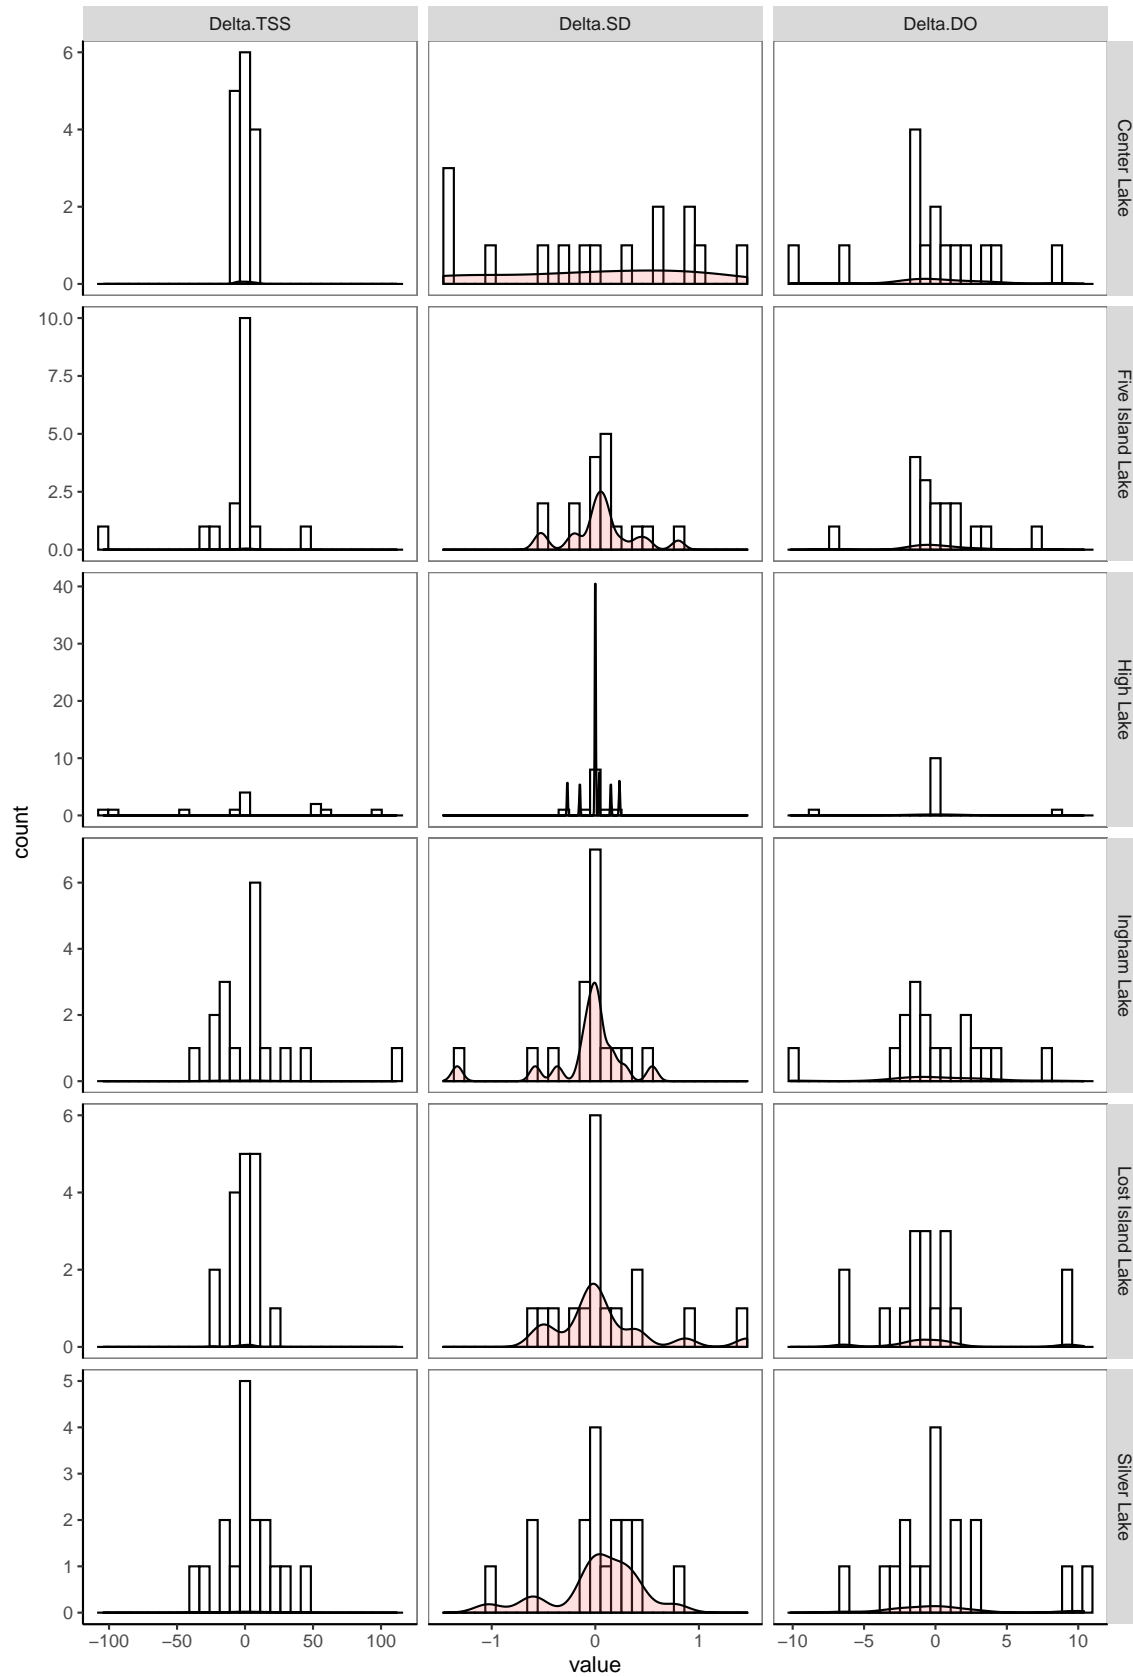 Delta.TSS Delta.SD Delta.DO
6
4
2
0
Center Lake
10.0
7.5
5.0
2.5
0.0
Five Island Lake
40
30
20
10
0
High Lake
count
6
4
2
0
Ingham Lake
6
4
2
0
Lost Island Lake
5
4
3
2
1
0
Silver Lake
−100 −50 0 50 100 −1 0 1 −10 −5 0 5 10
value